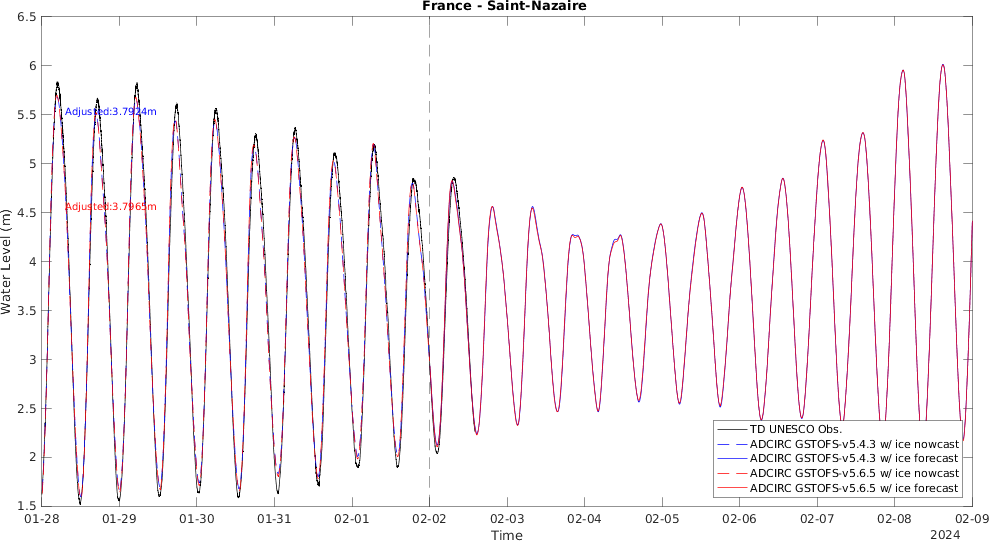 France - Saint-Nazaire
6.5
6
5.5
5
4.5
4
3.5
3
2.5
2
1.5
Water Level (m)
Adjusted:3.7924m
Adjusted:3.7965m
TD UNESCO Obs.
ADCIRC GSTOFS-v5.4.3 w/ ice nowcast
ADCIRC GSTOFS-v5.4.3 w/ ice forecast
ADCIRC GSTOFS-v5.6.5 w/ ice nowcast
ADCIRC GSTOFS-v5.6.5 w/ ice forecast
01-28 01-29 01-30 01-31 02-01 02-02 02-03 02-04 02-05 02-06 02-07 02-08 02-09
Time
2024